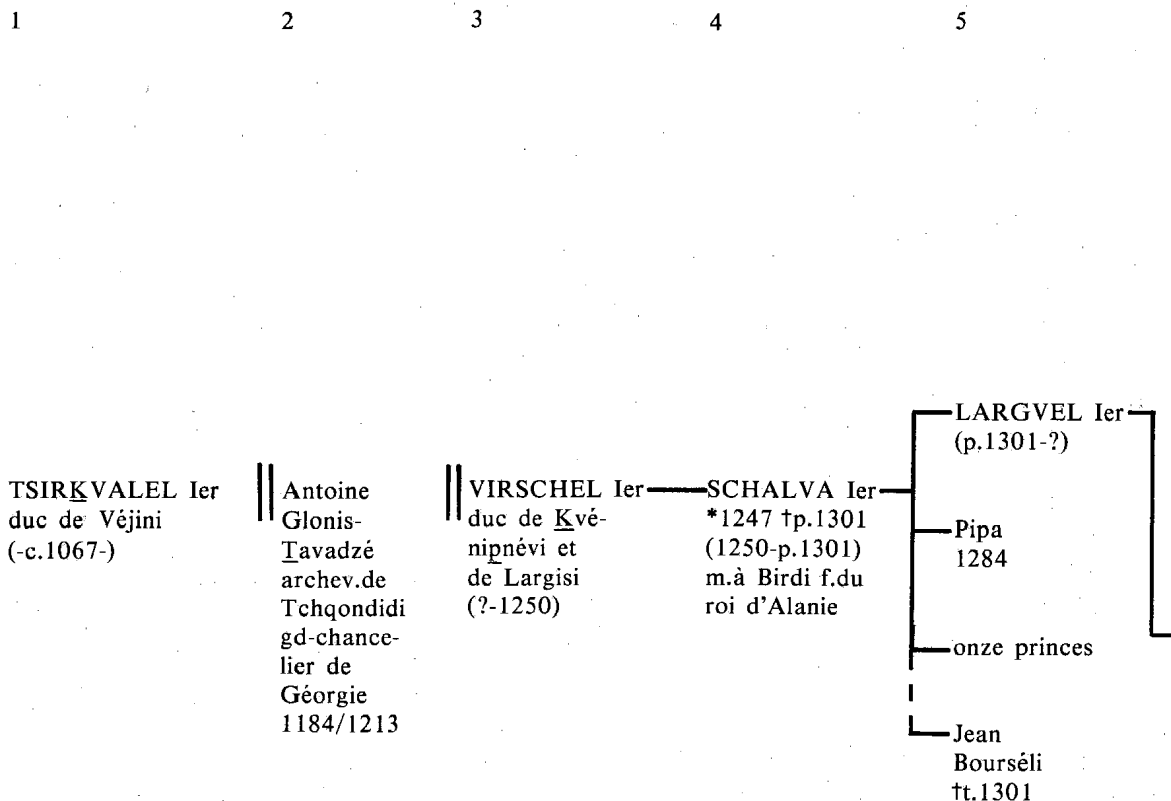 1 2 3 4 5
TSIRKVALEL Ier
duc de Véjini
(-c.1067-)
Antoine
Glonis-
Tavadzé
archev.de
Tchqondidi
gd-chance-
lier de
Géorgie
1184/1213
VIRSCHEL Ier
duc de Kvé-
nipnévi et
de Largisi
(?-1250)
SCHALVA Ier
*1247 †p.1301
(1250-p.1301)
m.à Birdi f.du
roi d'Alanie
LARGVEL Ier
(p.1301-?)
Pipa
1284
onze princes
Jean
Bourséli
†t.1301